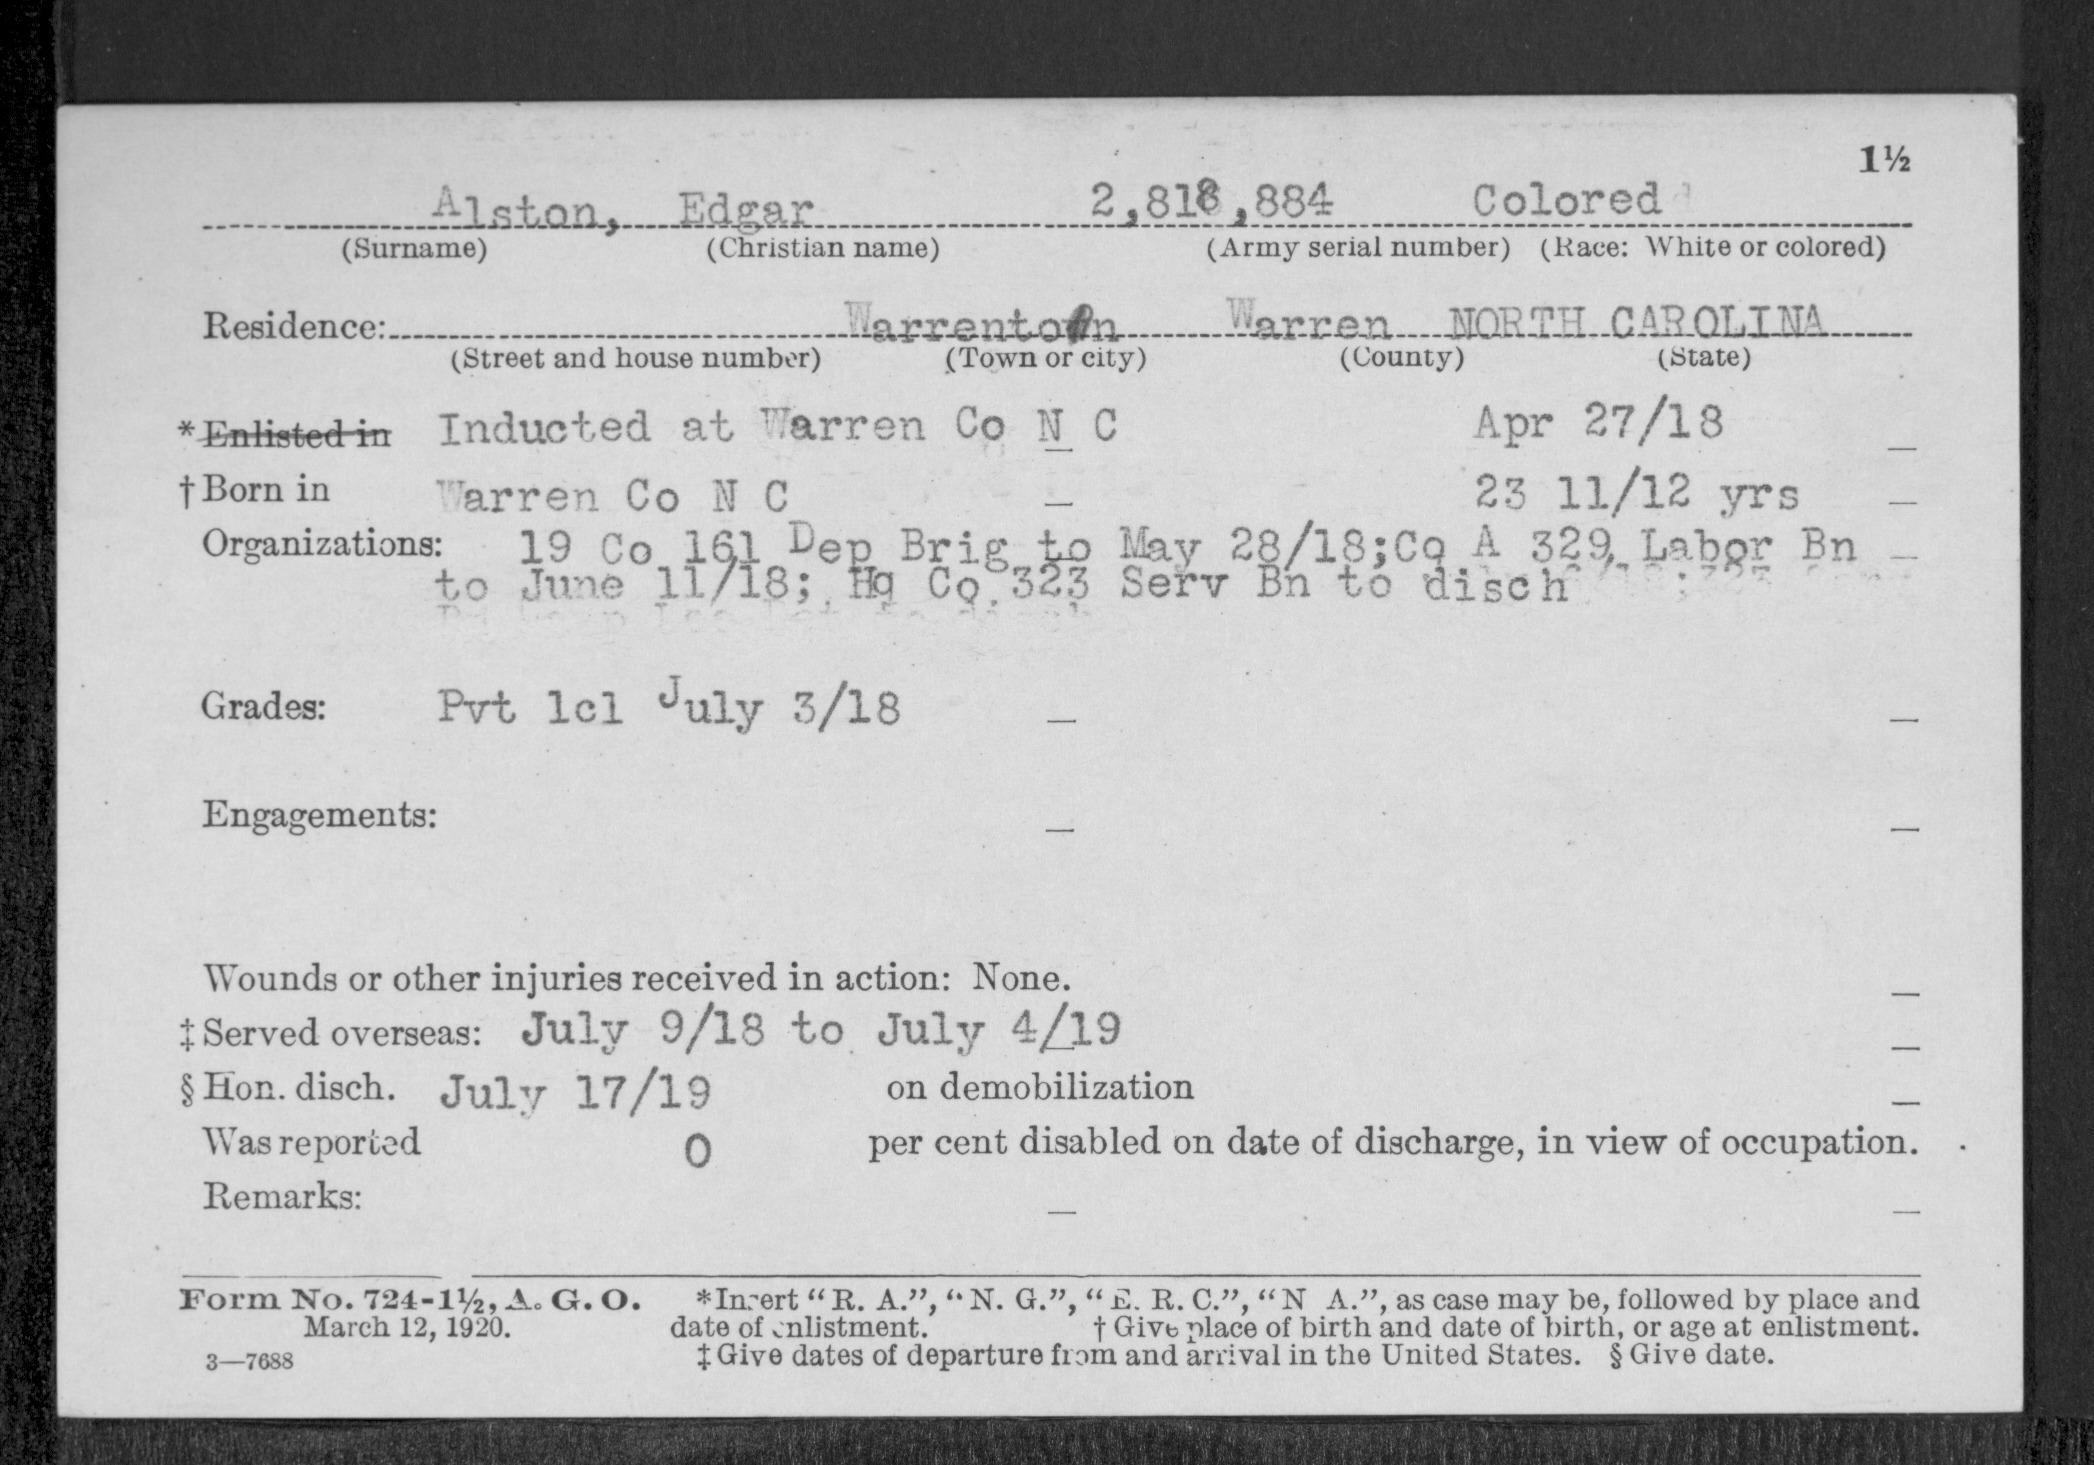 1½
Alston, Edgar 2,818,884 Colored
(Surname) (Christian name) (Army serial number) (Race: White or colored)
Residence: Warrentown Warren NORTH CAROLINA
(Street and house number) (Town or city) (County) (State)
*Enlisted in Inducted at Warren Co N C Apr 27/18
†Born in Warren Co N C 23 11/12 yrs
Organizations: 19 Co 161 Dep Brig to May 28/18;Co A 329 Labor Bn
to June 11/18; Hq Co 323 Serv Bn to disch
Grades: Pvt 1cl July 3/18
Engagements:
Wounds or other injuries received in action: None.
‡Served overseas: July 9/18 to July 4/19
§Hon. disch. July 17/19 on demobilization
Was reported 0 per cent disabled on date of discharge, in view of occupation.
Remarks:
Form No. 724-1½, A. G. O. *Insert “R. A.”, “N. G.”, “E. R. C.”, “N A.”, as case may be, followed by place and
March 12, 1920. date of enlistment. †Give place of birth and date of birth, or age at enlistment.
3—7688 ‡Give dates of departure from and arrival in the United States. §Give date.